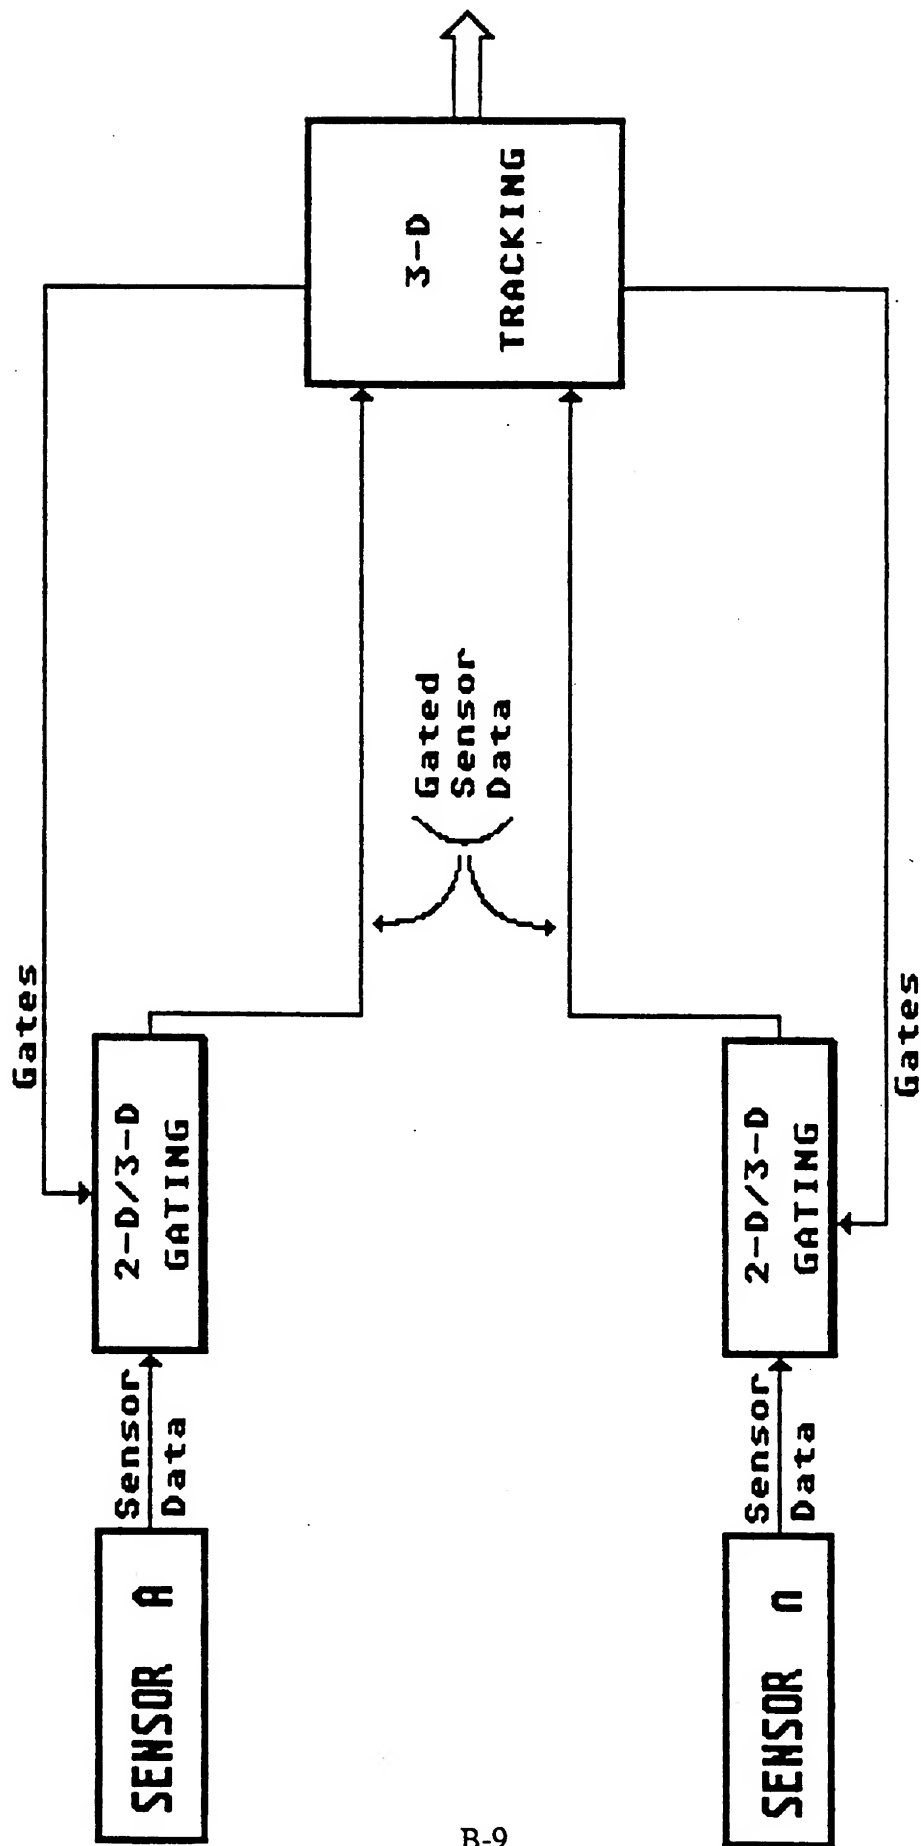 Gates
SENSOR A
Sensor
Data
2-D/3-D
GATING
Gated
Sensor
Data
3-D
TRACKING
SENSOR n
Sensor
Data
2-D/3-D
GATING
Gates
B-9